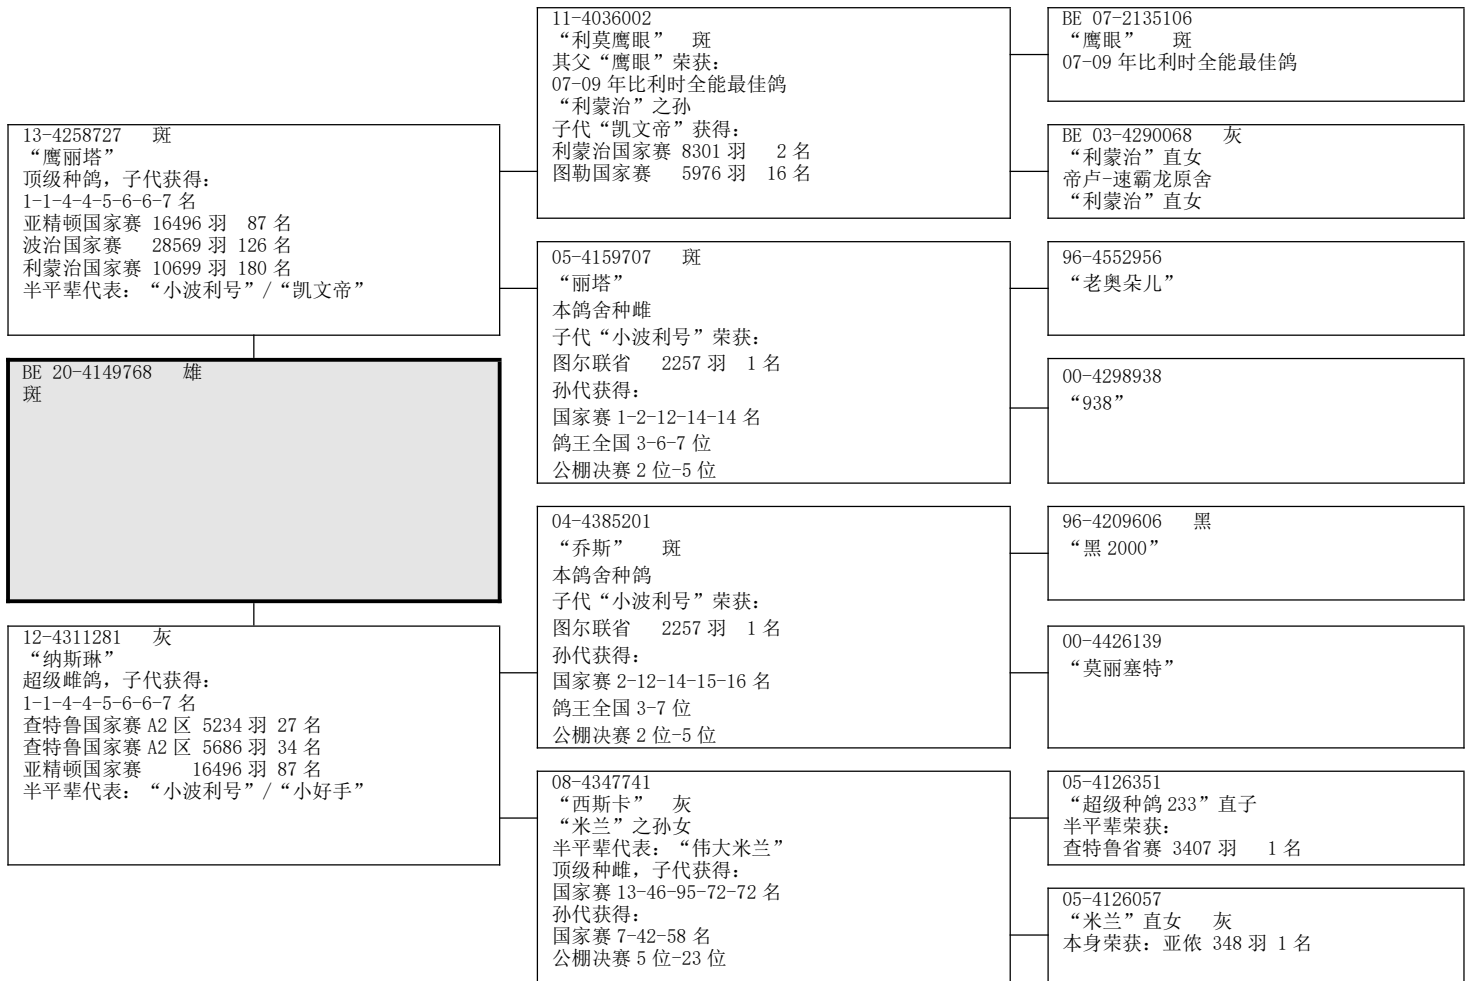 13-4258727 斑
“鹰丽塔”
顶级种鸽，子代获得：
1-1-4-4-5-6-6-7 名
亚精顿国家赛 16496 羽 87 名
波治国家赛 28569 羽 126 名
利蒙治国家赛 10699 羽 180 名
半平辈代表：“小波利号”/“凯文帝”
BE 20-4149768 雄
斑
12-4311281 灰
“纳斯琳”
超级雌鸽，子代获得：
1-1-4-4-5-6-6-7 名
查特鲁国家赛 A2 区 5234 羽 27 名
查特鲁国家赛 A2 区 5686 羽 34 名
亚精顿国家赛 16496 羽 87 名
半平辈代表：“小波利号”/“小好手”
11-4036002
“利莫鹰眼” 斑
其父“鹰眼”荣获：
07-09 年比利时全能最佳鸽
“利蒙治”之孙
子代“凯文帝”获得：
利蒙治国家赛 8301 羽 2 名
图勒国家赛 5976 羽 16 名
05-4159707 斑
“丽塔”
本鸽舍种雌
子代“小波利号”荣获：
图尔联省 2257 羽 1 名
孙代获得：
国家赛 1-2-12-14-14 名
鸽王全国 3-6-7 位
公棚决赛 2 位-5 位
04-4385201
“乔斯” 斑
本鸽舍种鸽
子代“小波利号”荣获：
图尔联省 2257 羽 1 名
孙代获得：
国家赛 2-12-14-15-16 名
鸽王全国 3-7 位
公棚决赛 2 位-5 位
08-4347741
“西斯卡” 灰
“米兰”之孙女
半平辈代表：“伟大米兰”
顶级种雌，子代获得：
国家赛 13-46-95-72-72 名
孙代获得：
国家赛 7-42-58 名
公棚决赛 5 位-23 位
BE 07-2135106
“鹰眼” 斑
07-09 年比利时全能最佳鸽
BE 03-4290068 灰
“利蒙治”直女
帝卢-速霸龙原舍
“利蒙治”直女
96-4552956
“老奥朵儿”
00-4298938
“938”
96-4209606 黑
“黑 2000”
00-4426139
“莫丽塞特”
05-4126351
“超级种鸽 233”直子
半平辈荣获：
查特鲁省赛 3407 羽 1 名
05-4126057
“米兰”直女 灰
本身荣获：亚侬 348 羽 1 名